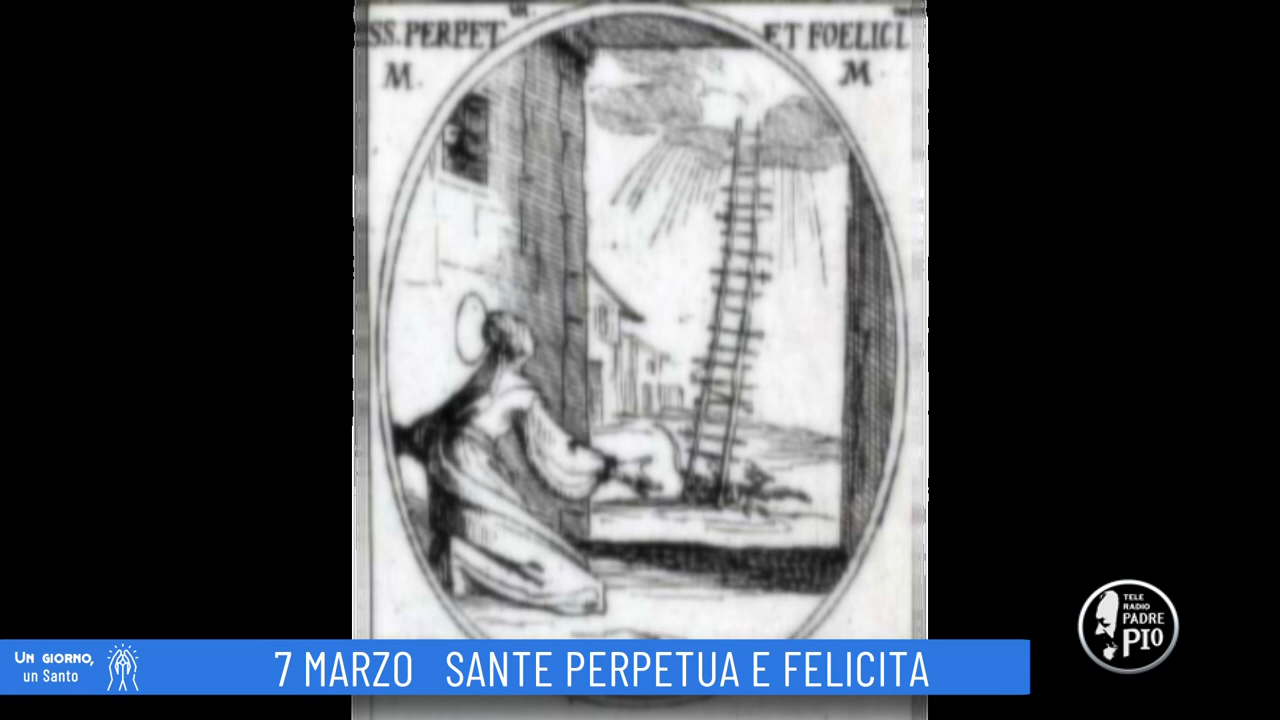 SS. PERPET
ET FOELICI.
M.
M.
UN GIORNO,
un Santo
7 MARZO SANTE PERPETUA E FELICITA
TELE
RADIO
PADRE
PIO